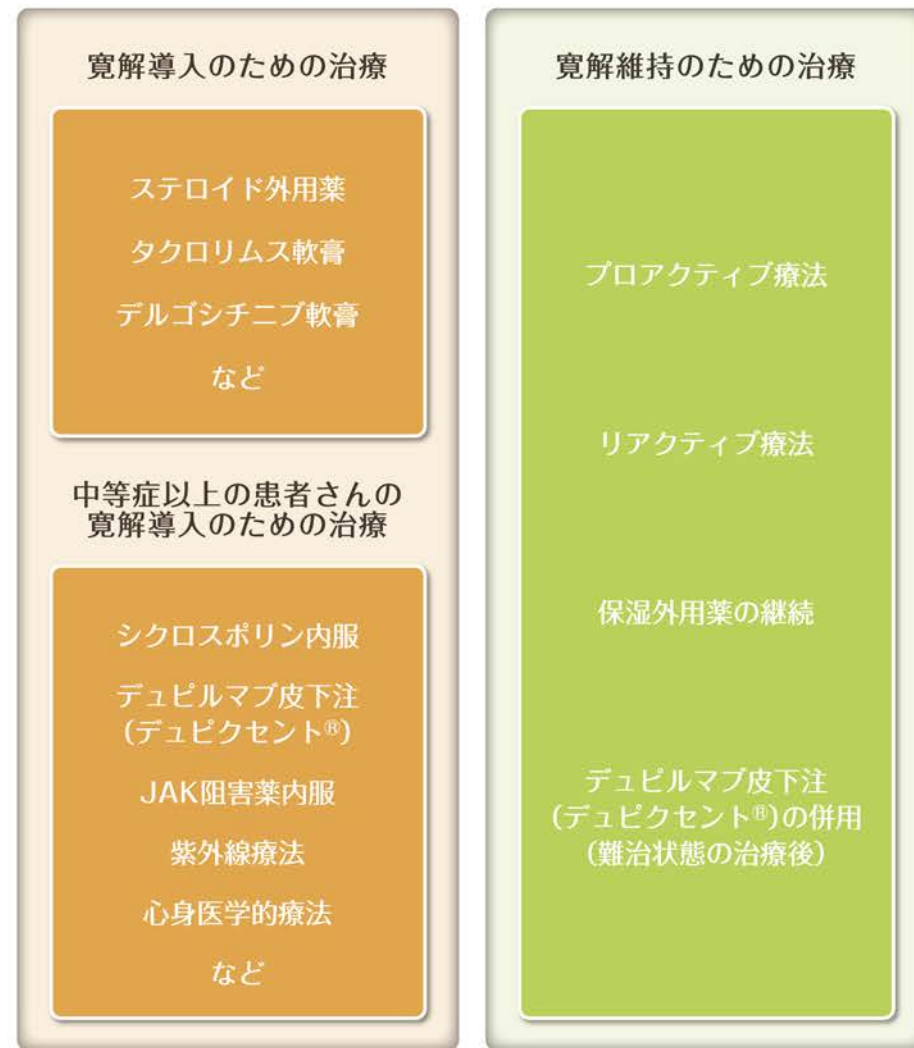 寛解導入のための治療
ステロイド外用薬
タクロリムス軟膏
デルゴシチニブ軟膏
など
中等症以上の患者さんの
寛解導入のための治療
シクロスポリン内服
デュピルマブ皮下注
(デュピクセント®)
JAK阻害薬内服
紫外線療法
心身医学的療法
など
寛解維持のための治療
プロアクティブ療法
リアクティブ療法
保湿外用薬の継続
デュピルマブ皮下注
(デュピクセント®)の併用
(難治状態の治療後)